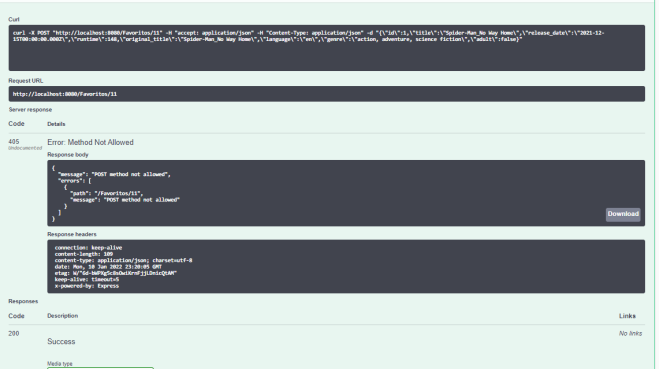 Curl
curl -X POST "http://localhost:8080/Favoritos/11" -H "accept: application/json" -H "Content-Type: application/json" -d "{\"id\":1,\"title\":\"Spider-Man_No Way Home\",\"release_date\":\"2021-12-
15T00:00:00.000Z\",\"runtime\":148,\"original_title\":\"Spider-Man_No Way Home\",\"language\":\"en\",\"genre\":\"action, adventure, science fiction\",\"adult\":false}"
Request URL
http://localhost:8080/Favoritos/11
Server response
Code Details
405 Error: Method Not Allowed
Undocumented
Response body
{
"message": "POST method not allowed",
"errors": [
{
"path": "/Favoritos/11",
"message": "POST method not allowed"
}
]
}
Download
Response headers
connection: keep-alive
content-length: 109
content-type: application/json; charset=utf-8
date: Mon, 10 Jan 2022 23:20:05 GMT
etag:
keep-alive: timeout=5
x-powered-by: Express
Responses
Code Description Links
200 Success No links
Media type